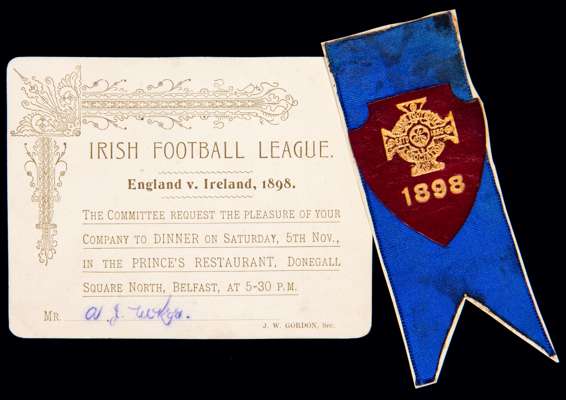 IRISH FOOTBALL LEAGUE.
England v. Ireland, 1898.
THE COMMITTEE REQUEST THE PLEASURE OF YOUR
COMPANY TO DINNER ON SATURDAY, 5TH NOV.,
IN THE PRINCE'S RESTAURANT, DONEGALL
SQUARE NORTH, BELFAST, AT 5-30 P.M.
MR. A. J.
J. W. GORDON, SEC.
1898